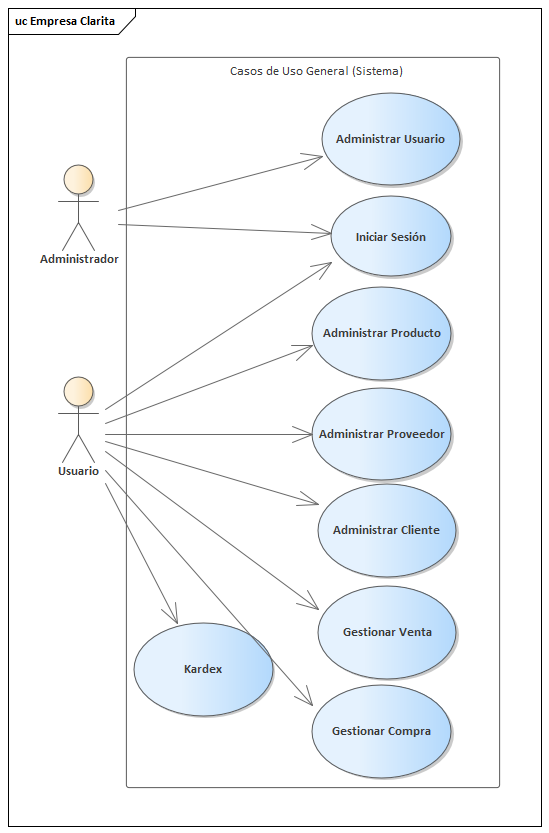 uc Empresa Clarita
Casos de Uso General (Sistema)
Administrar Usuario
Iniciar Sesión
Administrador
Administrar Producto
Administrar Proveedor
Usuario
Administrar Cliente
Gestionar Venta
Kardex
Gestionar Compra